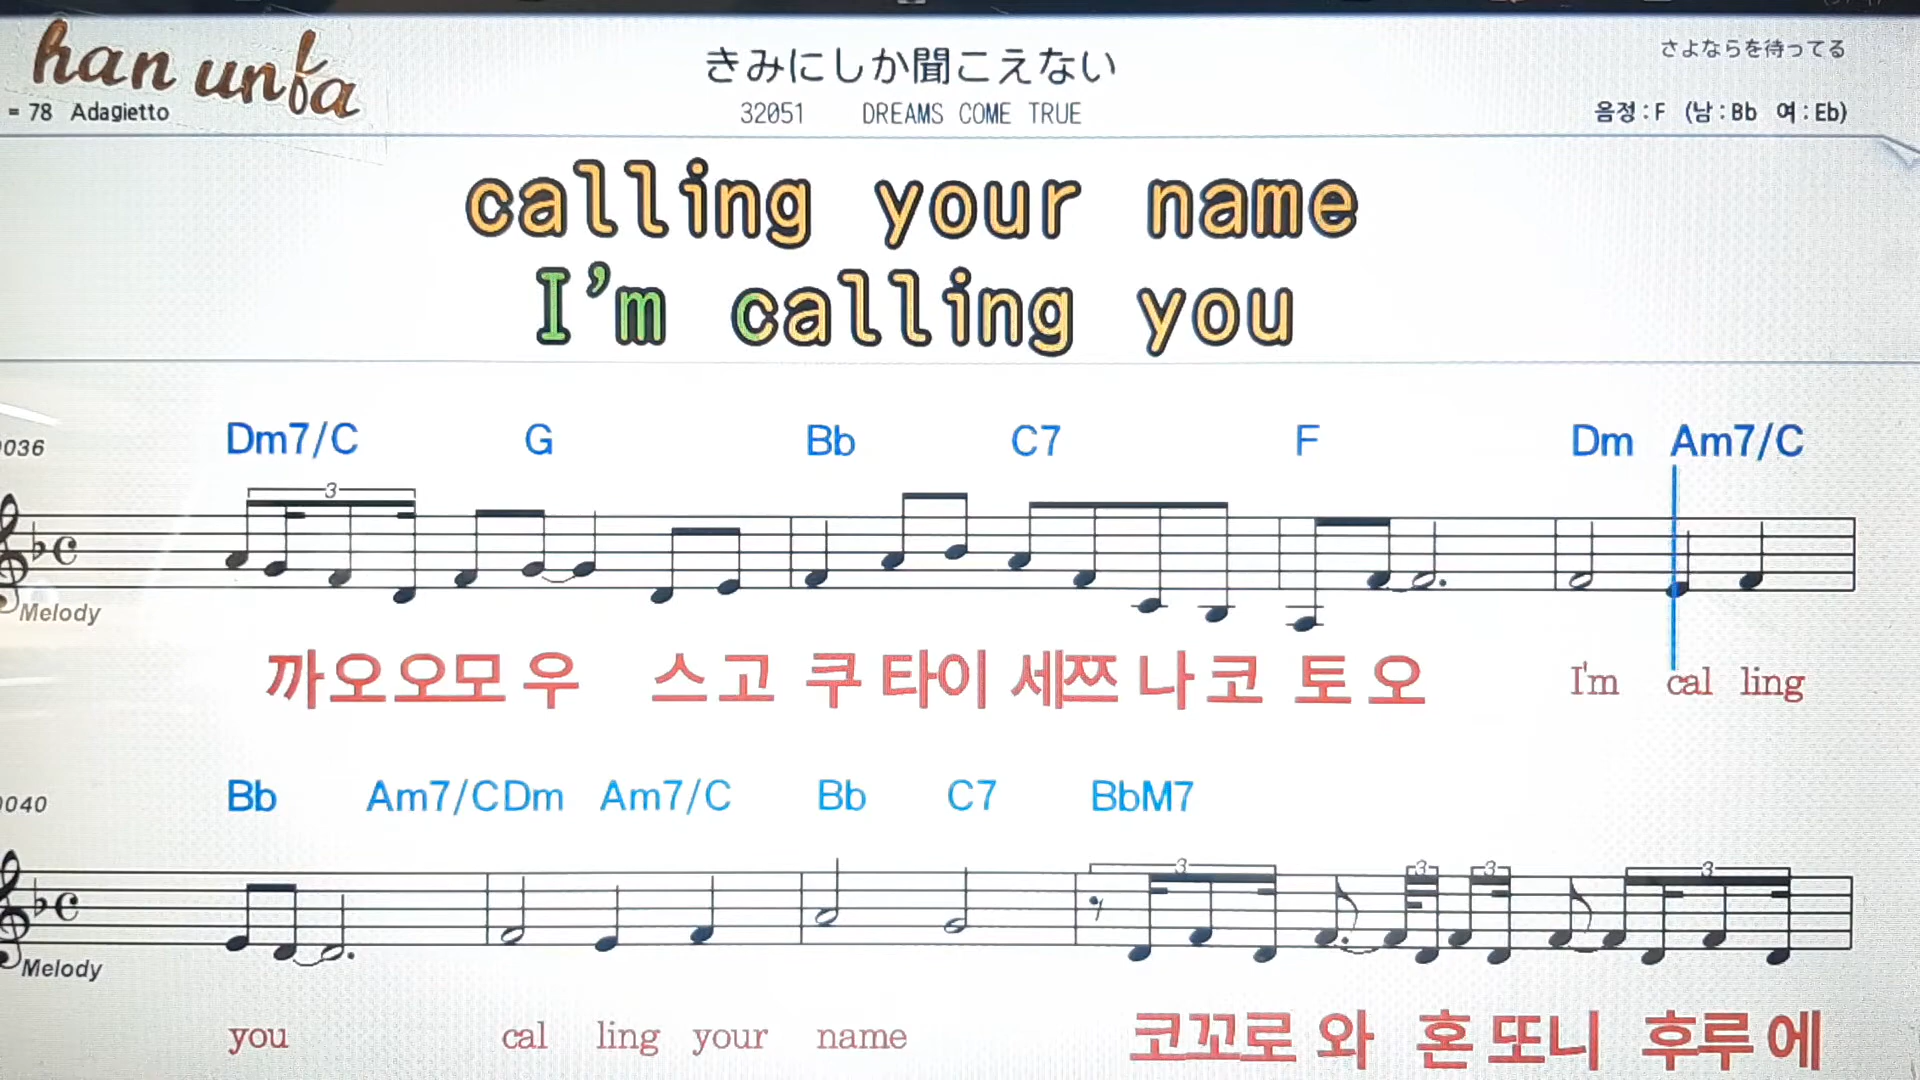 han unfa
きみにしか聞こえない
さよならを待ってる
= 78 Adagietto
32051 DREAMS COME TRUE
음정:F (남:Bb 여:Eb)
calling your name
I'm calling you
0036 Dm7/C G Bb C7 F Dm Am7/C
3
Melody
까오오모우 스고 쿠타이 세쯔나코 토오 I'm cal ling
0040 Bb Am7/C Dm Am7/C Bb C7 BbM7
3 3 3 3
Melody
you cal ling your name 코꼬로 와 혼또니 후루에